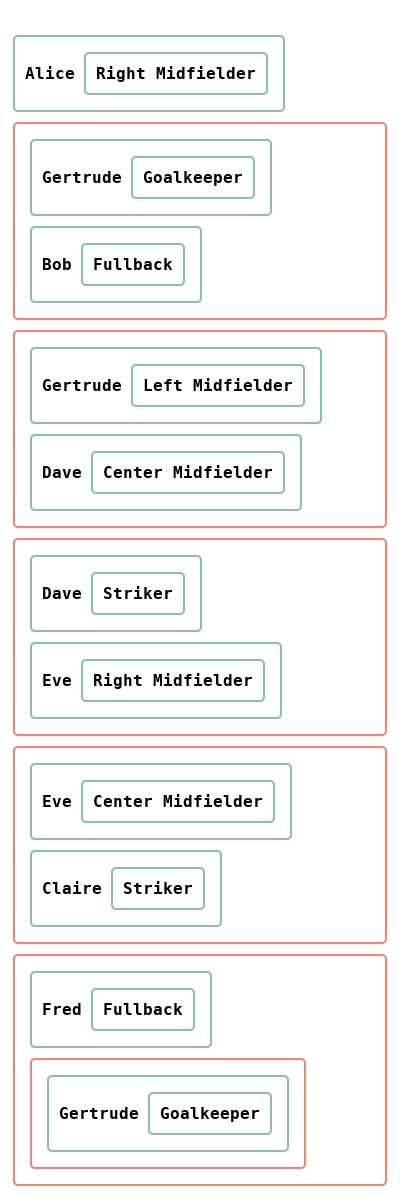 Alice Right Midfielder
Gertrude Goalkeeper
Bob Fullback
Gertrude Left Midfielder
Dave Center Midfielder
Dave Striker
Eve Right Midfielder
Eve Center Midfielder
Claire Striker
Fred Fullback
Gertrude Goalkeeper